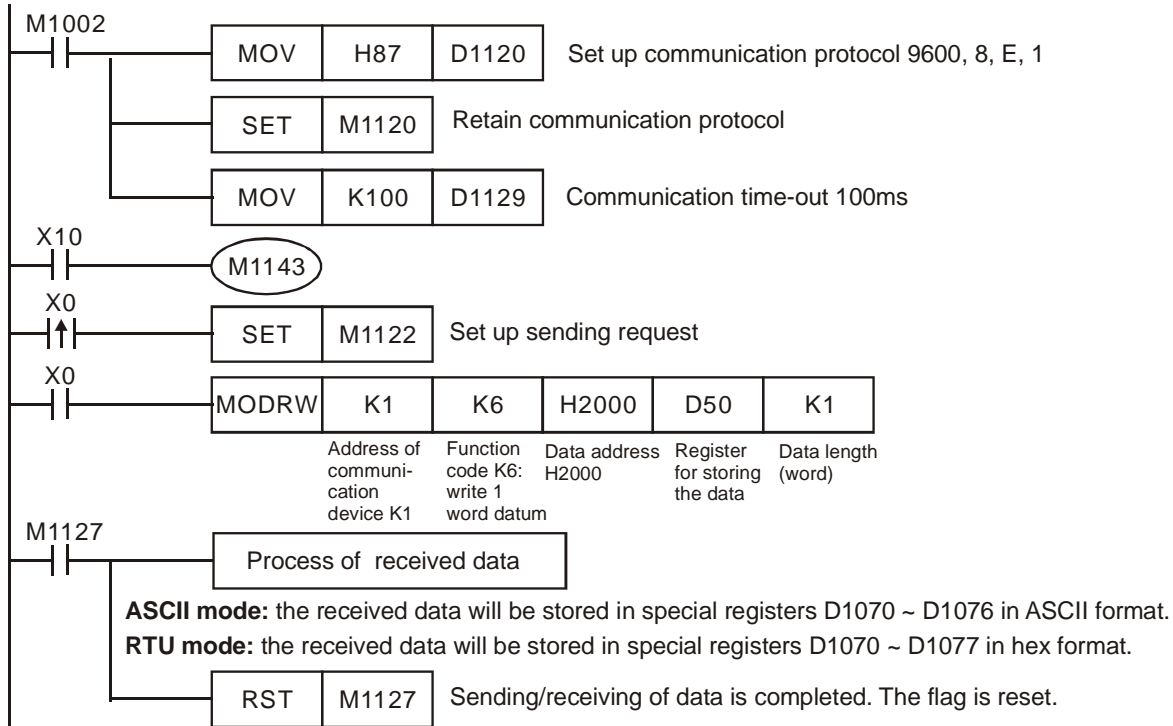 M1002
MOV H87 D1120 Set up communication protocol 9600, 8, E, 1
SET M1120 Retain communication protocol
MOV K100 D1129 Communication time-out 100ms
X10
M1143
X0
SET M1122 Set up sending request
X0
MODRW K1 K6 H2000 D50 K1
Address of
communi-
cation
device K1
Function
code K6:
write 1
word datum
Data address
H2000
Register
for storing
the data
Data length
(word)
M1127
Process of received data
ASCII mode: the received data will be stored in special registers D1070 ~ D1076 in ASCII format.
RTU mode: the received data will be stored in special registers D1070 ~ D1077 in hex format.
RST M1127 Sending/receiving of data is completed. The flag is reset.